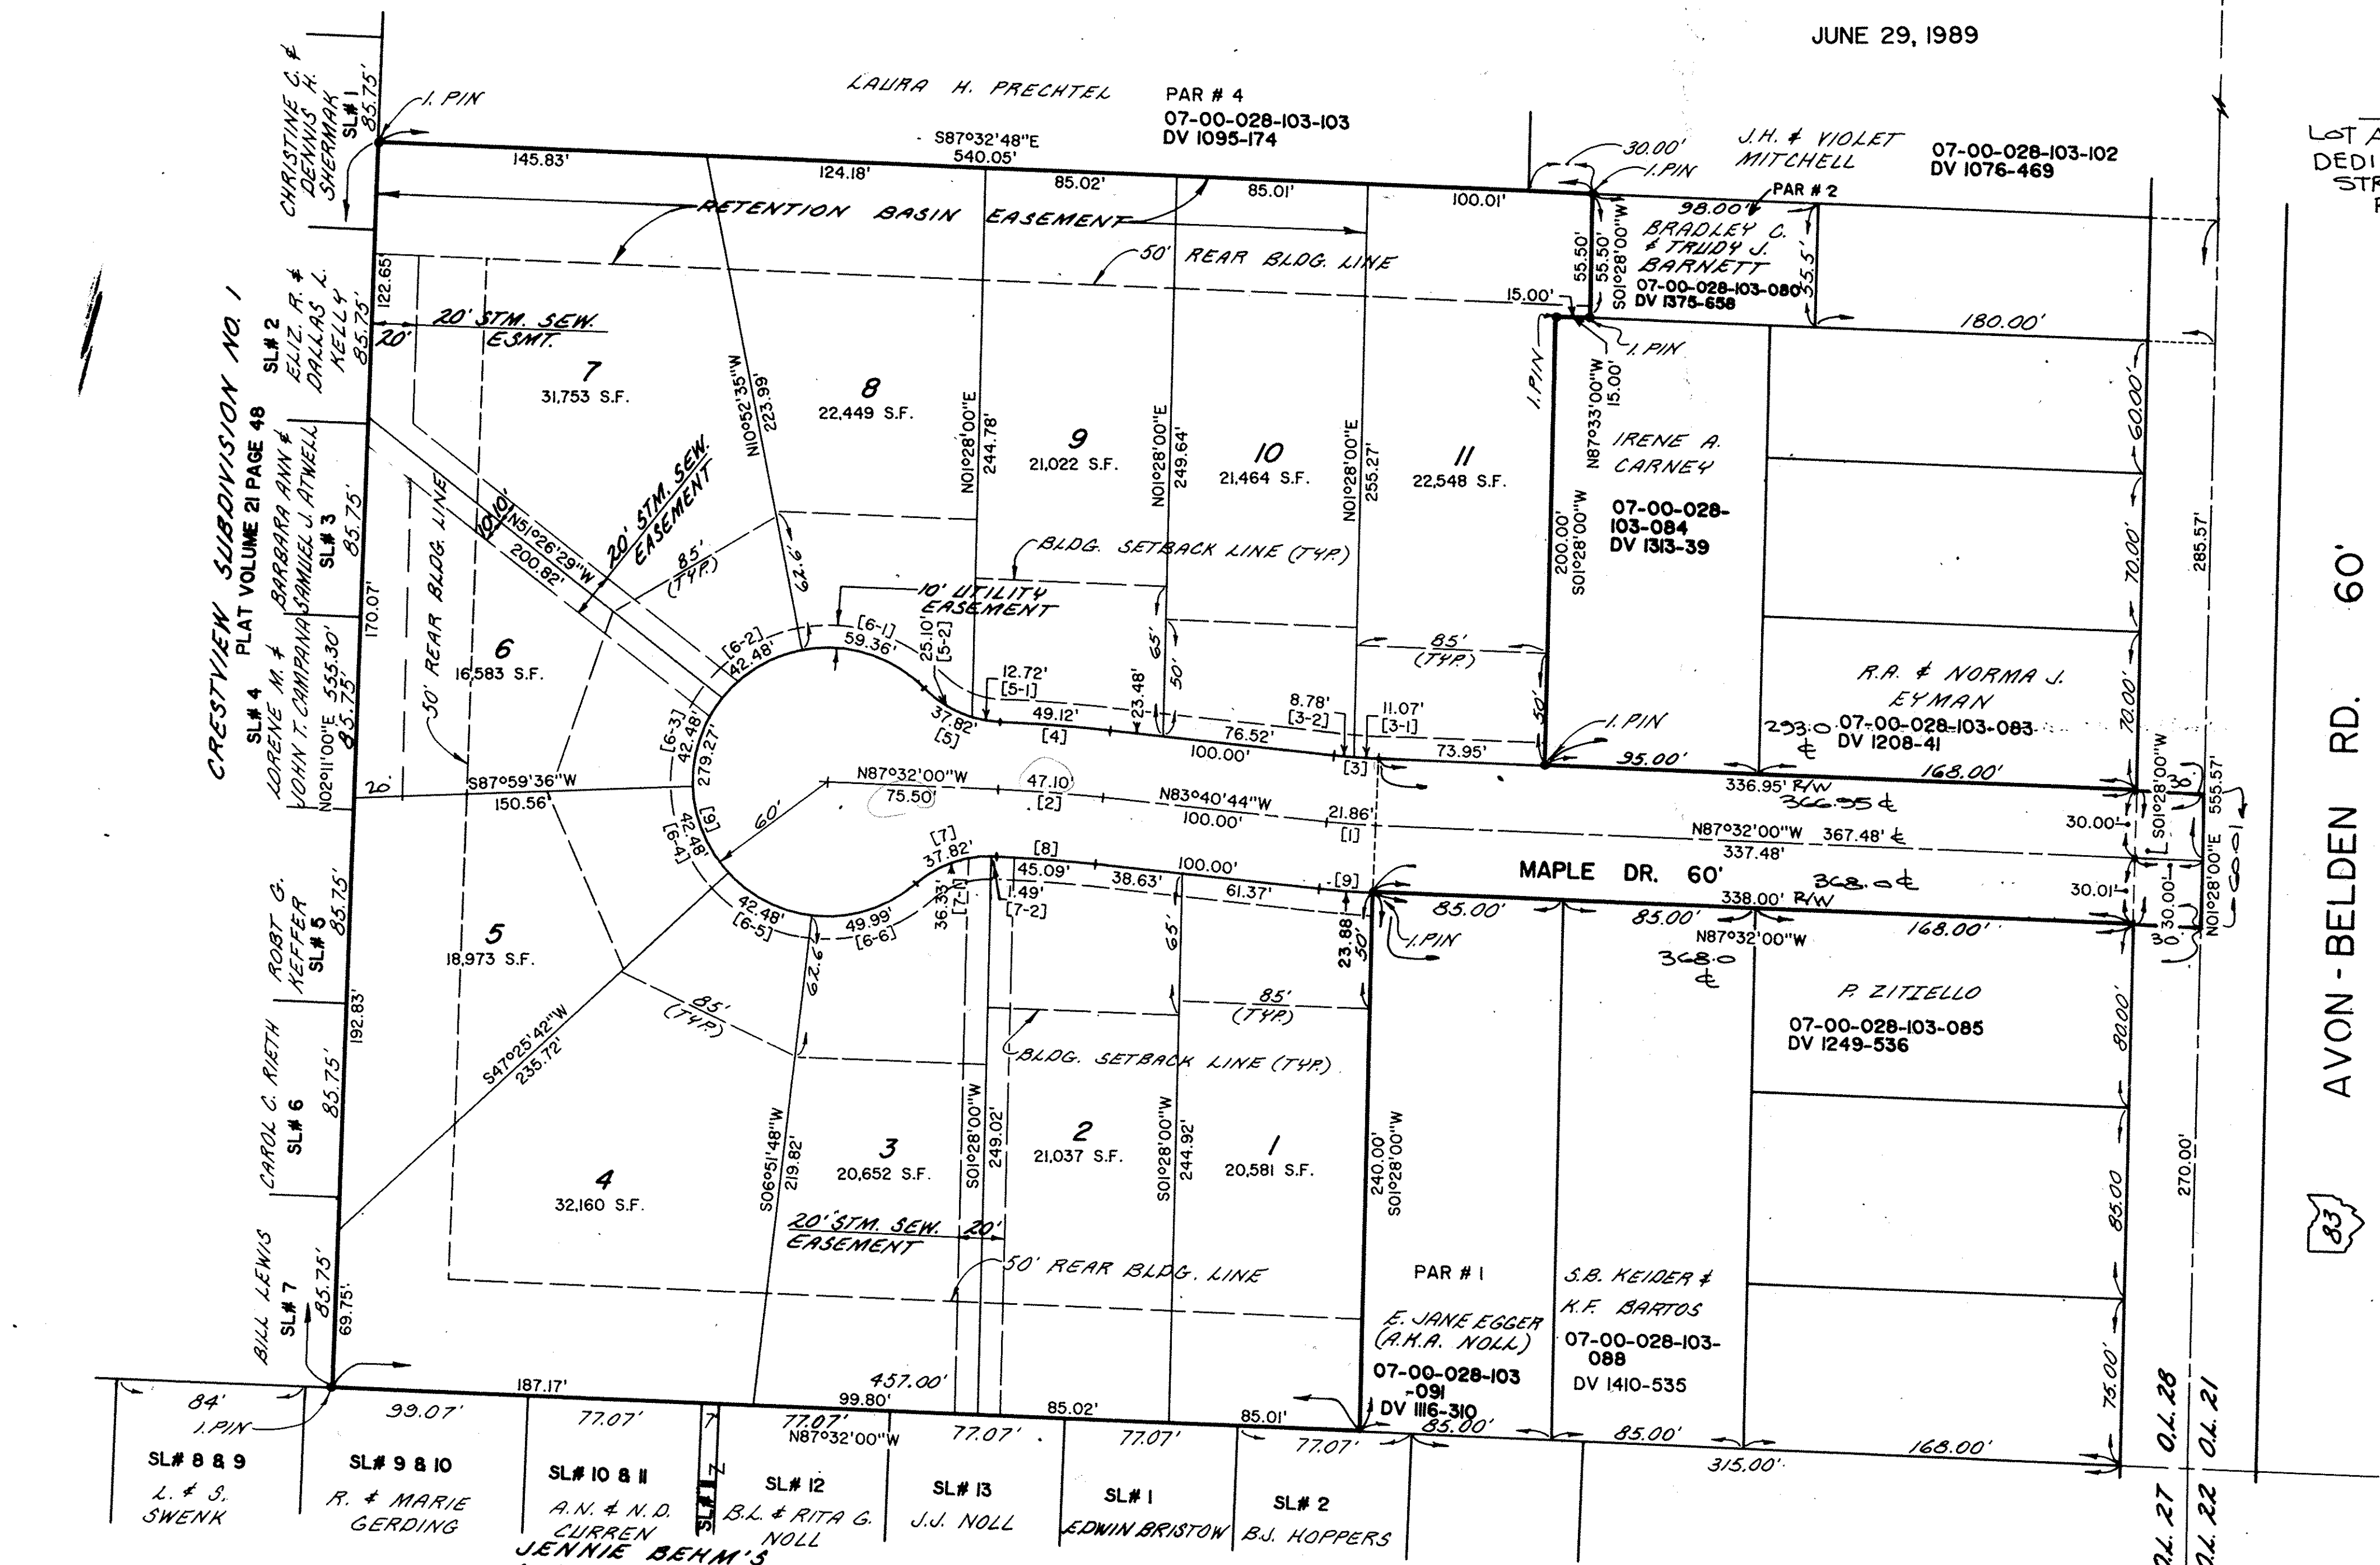 JUNE 29, 1989
LAURA H. PRECHTEL
PAR # 4
07-00-028-103-103
DV 1095-174
J.H. & VIOLET
MITCHELL
07-00-028-103-102
DV 1076-469
LOT A
DEDI
STR
CHRISTINE C. &
DENNIS H.
SHERMAK
SL# 1
85.75'
I. PIN
S87°32'48"E
540.05'
145.83'
124.18'
85.02'
85.01'
100.01'
30.00'
I.PIN
PAR # 2
98.00'
BRADLEY C.
& TRUDY J.
BARNETT
07-00-028-103-080
DV 1375-658
55.50'
55.50'
S01°28'00"W
55.5'
RETENTION BASIN EASEMENT
50' REAR BLDG. LINE
15.00'
I.PIN
I.PIN
N87°33'00"W
15.00'
180.00'
CRESTVIEW SUBDIVISION NO. 1
PLAT VOLUME 21 PAGE 48
SL# 2
ELIZ. R. &
DALLAS L.
KELLY
85.75'
122.65'
20'
20' STM. SEW.
ESMT.
7
31,753 S.F.
N10°52'35"W
223.99'
8
22,449 S.F.
N01°28'00"E
244.78'
9
21,022 S.F.
N01°28'00"E
249.64'
10
21,464 S.F.
N01°28'00"E
255.27'
11
22,548 S.F.
200.00'
S01°28'00"W
IRENE A.
CARNEY
07-00-028-
103-084
DV 1313-39
60.00'
70.00'
70.00'
285.57'
AVON-BELDEN RD. 60'
83
BARBARA ANN &
SAMUEL J. ATWELL
SL# 3
85.75'
170.07'
50' REAR BLDG. LINE
10' 10'
N51°26'29"W
200.82'
20' STM. SEW.
EASEMENT
85'
(TYP.)
62.9'
BLDG. SETBACK LINE (TYP.)
10' UTILITY
EASEMENT
85'
(TYP.)
65'
50'
50'
SL# 4
LORENE M. &
JOHN T. CAMPANA
N02°11'00"E 555.30'
85.75'
20.
6
16,583 S.F.
S87°59'36"W
150.56'
[6-2]
42.48'
[6-1]
59.36'
25.10'
[5-2]
12.72'
[5-1]
37.82'
[5]
49.12'
[4]
23.48'
76.52'
100.00'
8.78'
[3-2]
11.07'
[3-1]
[3]
73.95'
I.PIN
R.A. & NORMA J.
EYMAN
293.0
℄
07-00-028-103-083
DV 1208-41
95.00'
168.00'
336.95' R/W
366.95 ℄
[6-3]
42.48'
279.27'
[6]
42.48'
[6-4]
60'
N87°32'00"W
75.50'
47.10'
[2]
N83°40'44"W
100.00'
21.86'
[1]
N87°32'00"W 367.48' ℄
337.48'
MAPLE DR. 60'
368.0 ℄
338.00' R/W
N87°32'00"W
368.0
℄
30.00'
30.01'
S01°28'00"W
30.
30.00'
30
N01°28'00"E 555.57'
60.01
[7]
37.82'
[8]
45.09'
100.00'
38.63'
61.37'
[9]
36.33'
[7-1]
1.49'
[7-2]
42.48'
[6-5]
49.99'
[6-6]
62.6'
65'
23.88'
50'
I.PIN
85.00'
85.00'
168.00'
ROBT G.
KEFFER
SL# 5
85.75'
192.83'
5
18,973 S.F.
85'
(TYP.)
85'
(TYP.)
BLDG. SETBACK LINE (TYP.)
P. ZITIELLO
07-00-028-103-085
DV 1249-536
80.00'
85.00
75.00'
270.00'
CAROL C. RIETH
SL# 6
85.75'
S47°25'42"W
235.72'
4
32,160 S.F.
S06°51'48"W
219.82'
3
20,652 S.F.
S01°28'00"W
249.02'
2
21,037 S.F.
S01°28'00"W
244.92'
1
20,581 S.F.
240.00'
S01°28'00"W
20' STM. SEW.
EASEMENT
20'
50' REAR BLDG. LINE
PAR # 1
E. JANE EGGER
(A.K.A. NOLL)
07-00-028-103
-091
DV 1116-310
S.B. KEIDER &
K.F. BARTOS
07-00-028-103-
088
DV 1410-535
BILL LEWIS
SL# 7
85.75'
69.75'
187.17'
457.00'
99.80'
N87°32'00"W
85.02'
85.01'
85.00'
85.00'
168.00'
315.00'
84'
I.PIN
99.07'
77.07'
7'
77.07'
77.07'
77.07'
77.07'
SL# 8 & 9
L. & S.
SWENK
SL# 9 & 10
R. & MARIE
GERDING
SL# 10 & 11
A.N. & N.D.
CURREN
SL# 12
B.L. & RITA G.
NOLL
SL# 13
J.J. NOLL
SL# 1
EDWIN BRISTOW
SL# 2
B.J. HOPPERS
JENNIE BEHM'S
O.L. 28
O.L. 21
O.L. 27
O.L. 22